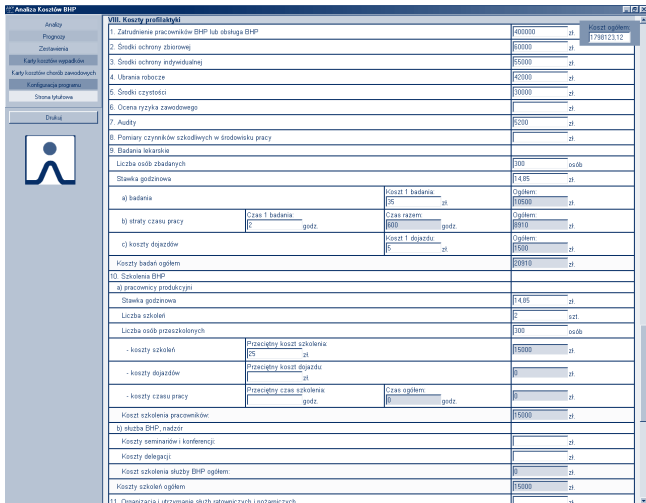 Analiza Kosztów BHP
Analizy
Prognozy
Zestawienia
Karty kosztów wypadków
Karty kosztów chorób zawodowych
Konfiguracja programu
Strona tytułowa
Drukuj
Koszt ogółem:
1798123,12
VIII. Koszty profilaktyki
1. Zatrudnienie pracowników BHP lub obsługa BHP 400000 zł.
2. Środki ochrony zbiorowej 60000 zł.
3. Środki ochrony indywidualnej 55000 zł.
4. Ubrania robocze 42000 zł.
5. Środki czystości 30000 zł.
6. Ocena ryzyka zawodowego zł.
7. Audity 5200 zł.
8. Pomiary czynników szkodliwych w środowisku pracy zł.
9. Badania lekarskie
Liczba osób zbadanych 300 osób
Stawka godzinowa 14,85 zł.
Koszt 1 badania: Ogółem:
a) badania 35 zł. 10500 zł.
Czas 1 badania: Czas razem: Ogółem:
b) straty czasu pracy 2 godz. 600 godz. 8910 zł.
Koszt 1 dojazdu: Ogółem:
c) koszty dojazdów 5 zł. 1500 zł.
Koszty badań ogółem 20910 zł.
10. Szkolenia BHP
a) pracownicy produkcyjni
Stawka godzinowa 14,85 zł.
Liczba szkoleń 2 szt.
Liczba osób przeszkolonych 300 osób
Przeciętny koszt szkolenia:
- koszty szkoleń 25 zł. 15000 zł.
Przeciętny koszt dojazdu:
- koszty dojazdów zł. 0 zł.
Przeciętny czas szkolenia: Czas ogółem:
- koszty czasu pracy godz. 0 godz. 0 zł.
Koszt szkolenia pracowników: 15000 zł.
b) służba BHP, nadzór
Koszty seminariów i konferencji: zł.
Koszty delegacji: zł.
Koszt szkolenia służby BHP ogółem: 0 zł.
Koszty szkoleń ogółem 15000 zł.
11. Organizacja i utrzymanie służb ratowniczych i pożarniczych zł.